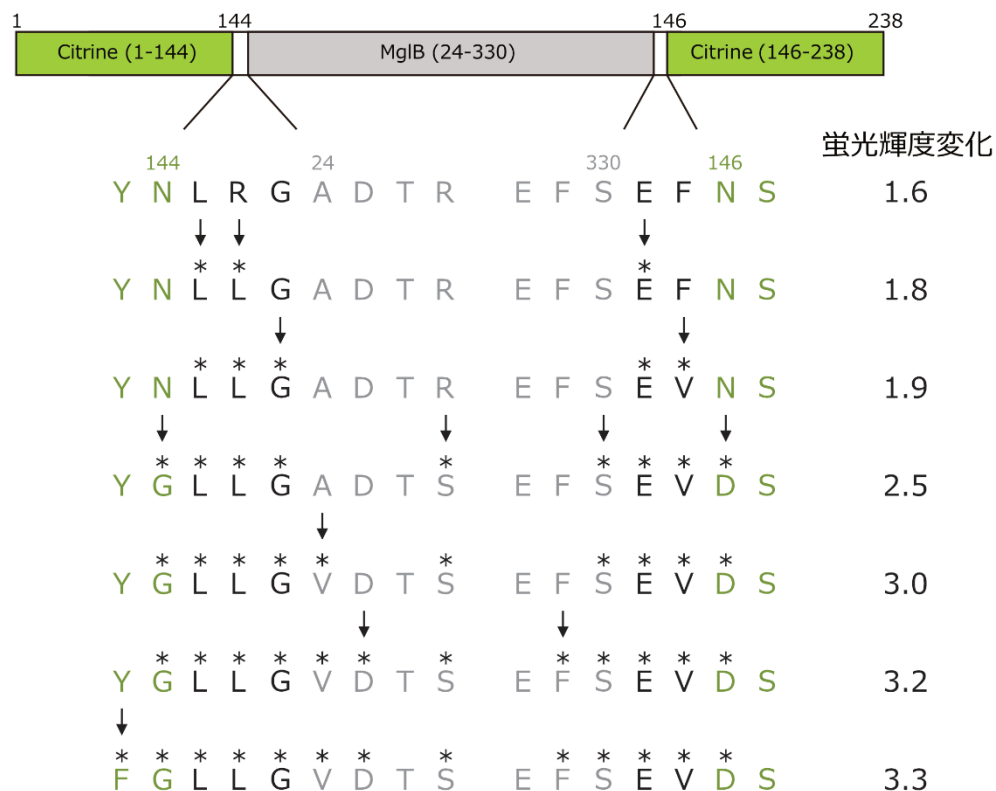 1 144 146 238
Citrine (1-144) MglB (24-330) Citrine (146-238)
蛍光輝度変化
144 24 330 146
Y N L R G A D T R E F S E F N S 1.6
* * *
Y N L L G A D T R E F S E F N S 1.8
* * * * *
Y N L L G A D T R E F S E V N S 1.9
* * * * * * * * *
Y G L L G A D T S E F S E V D S 2.5
* * * * * * * * * *
Y G L L G V D T S E F S E V D S 3.0
* * * * * * * * * * * *
Y G L L G V D T S E F S E V D S 3.2
* * * * * * * * * * * * *
F G L L G V D T S E F S E V D S 3.3